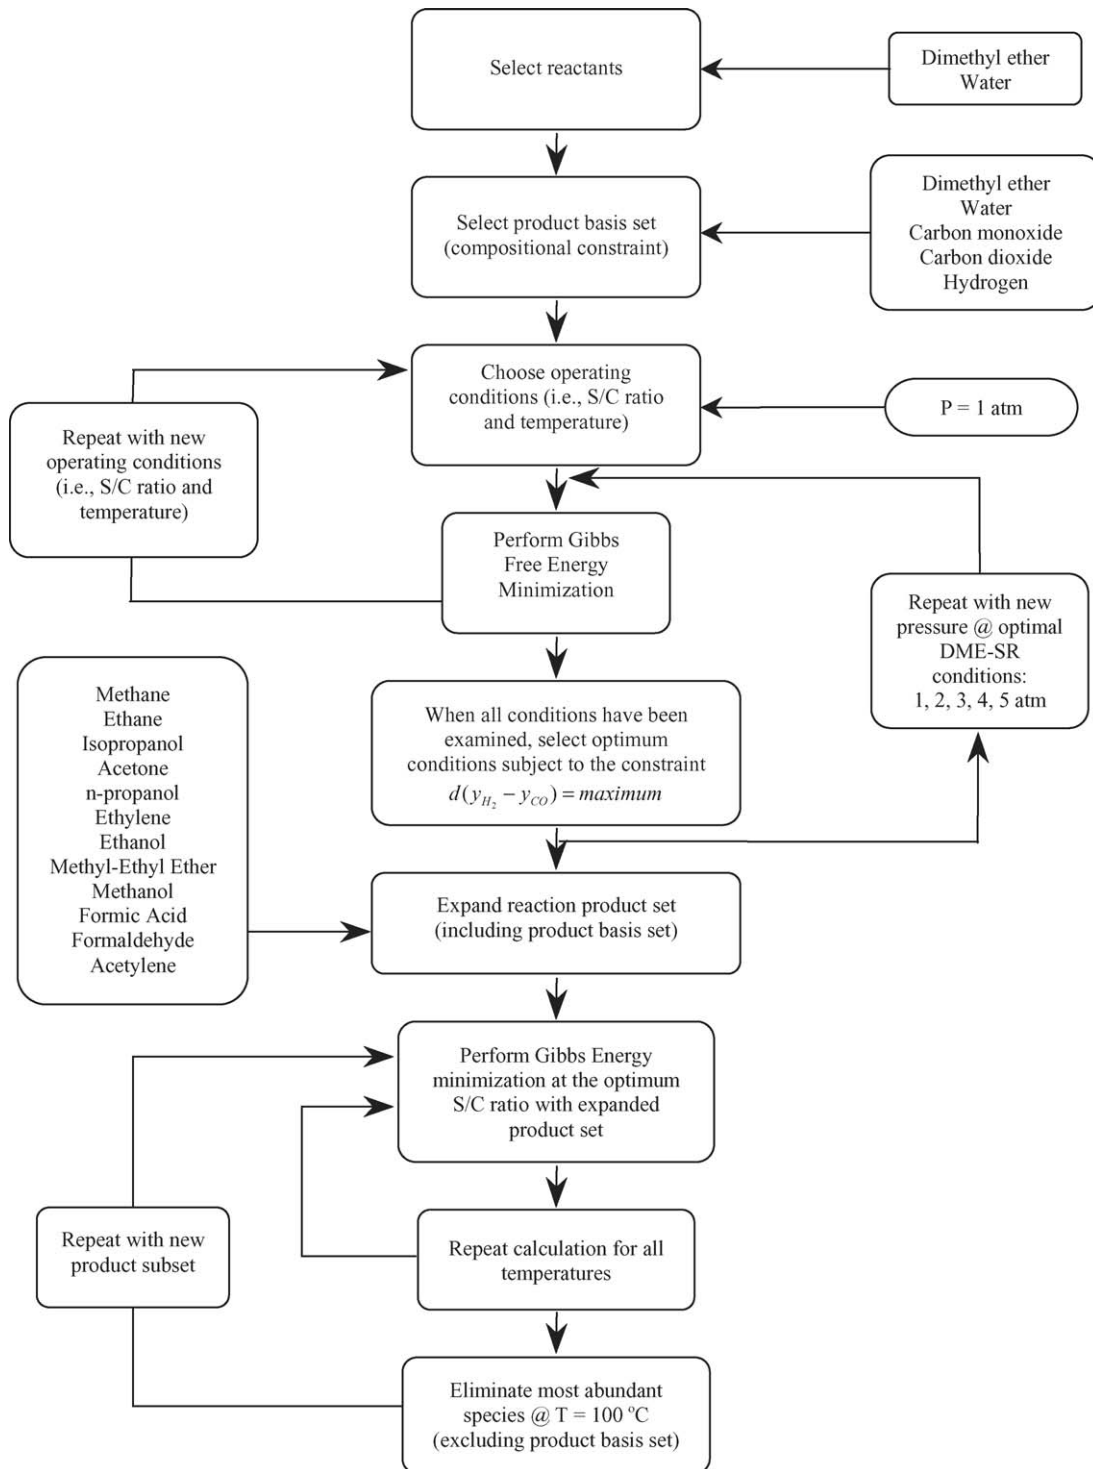 Select reactants
Dimethyl ether
Water
Select product basis set
(compositional constraint)
Dimethyl ether
Water
Carbon monoxide
Carbon dioxide
Hydrogen
Choose operating
conditions (i.e., S/C ratio
and temperature)
P = 1 atm
Repeat with new
operating conditions
(i.e., S/C ratio and
temperature)
Perform Gibbs
Free Energy
Minimization
Repeat with new
pressure @ optimal
DME-SR
conditions:
1, 2, 3, 4, 5 atm
When all conditions have been
examined, select optimum
conditions subject to the constraint
d(y_{H_2} − y_{CO}) = maximum
Methane
Ethane
Isopropanol
Acetone
n-propanol
Ethylene
Ethanol
Methyl-Ethyl Ether
Methanol
Formic Acid
Formaldehyde
Acetylene
Expand reaction product set
(including product basis set)
Perform Gibbs Energy
minimization at the optimum
S/C ratio with expanded
product set
Repeat with new
product subset
Repeat calculation for all
temperatures
Eliminate most abundant
species @ T = 100 °C
(excluding product basis set)